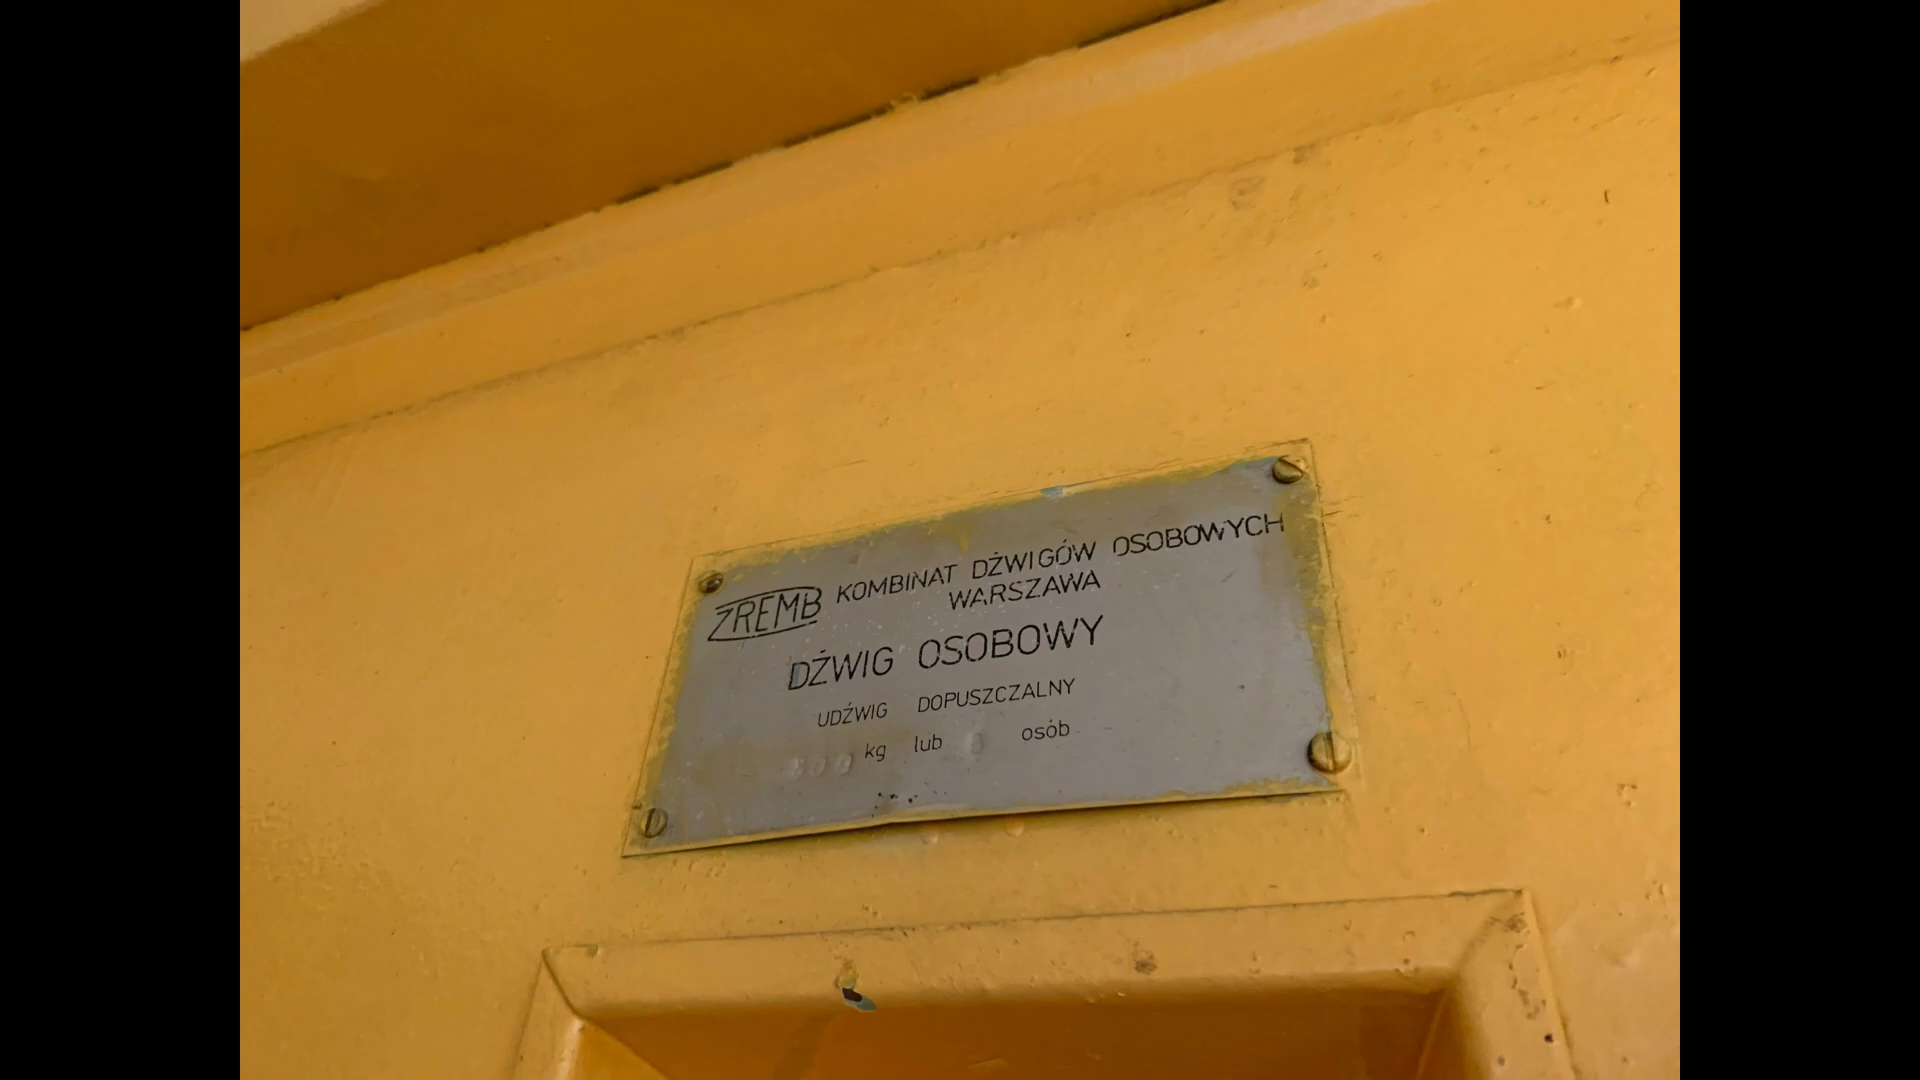 ZREMB KOMBINAT DŹWIGÓW OSOBOWYCH
WARSZAWA
DŹWIG OSOBOWY
UDŹWIG DOPUSZCZALNY
kg lub osób